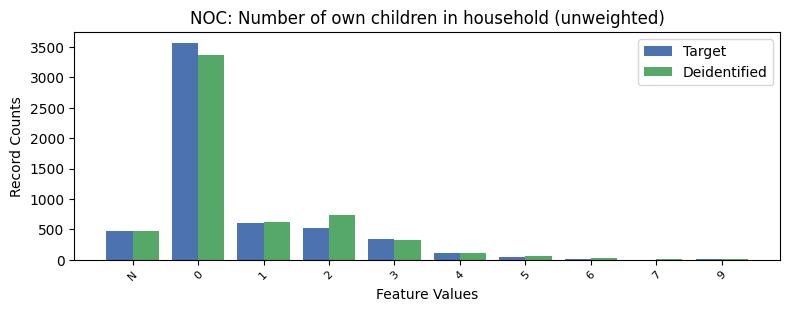 NOC: Number of own children in household (unweighted)
Target
Deidentified
Record Counts
3500
3000
2500
2000
1500
1000
500
0
N 0 1 2 3 4 5 6 7 9
Feature Values